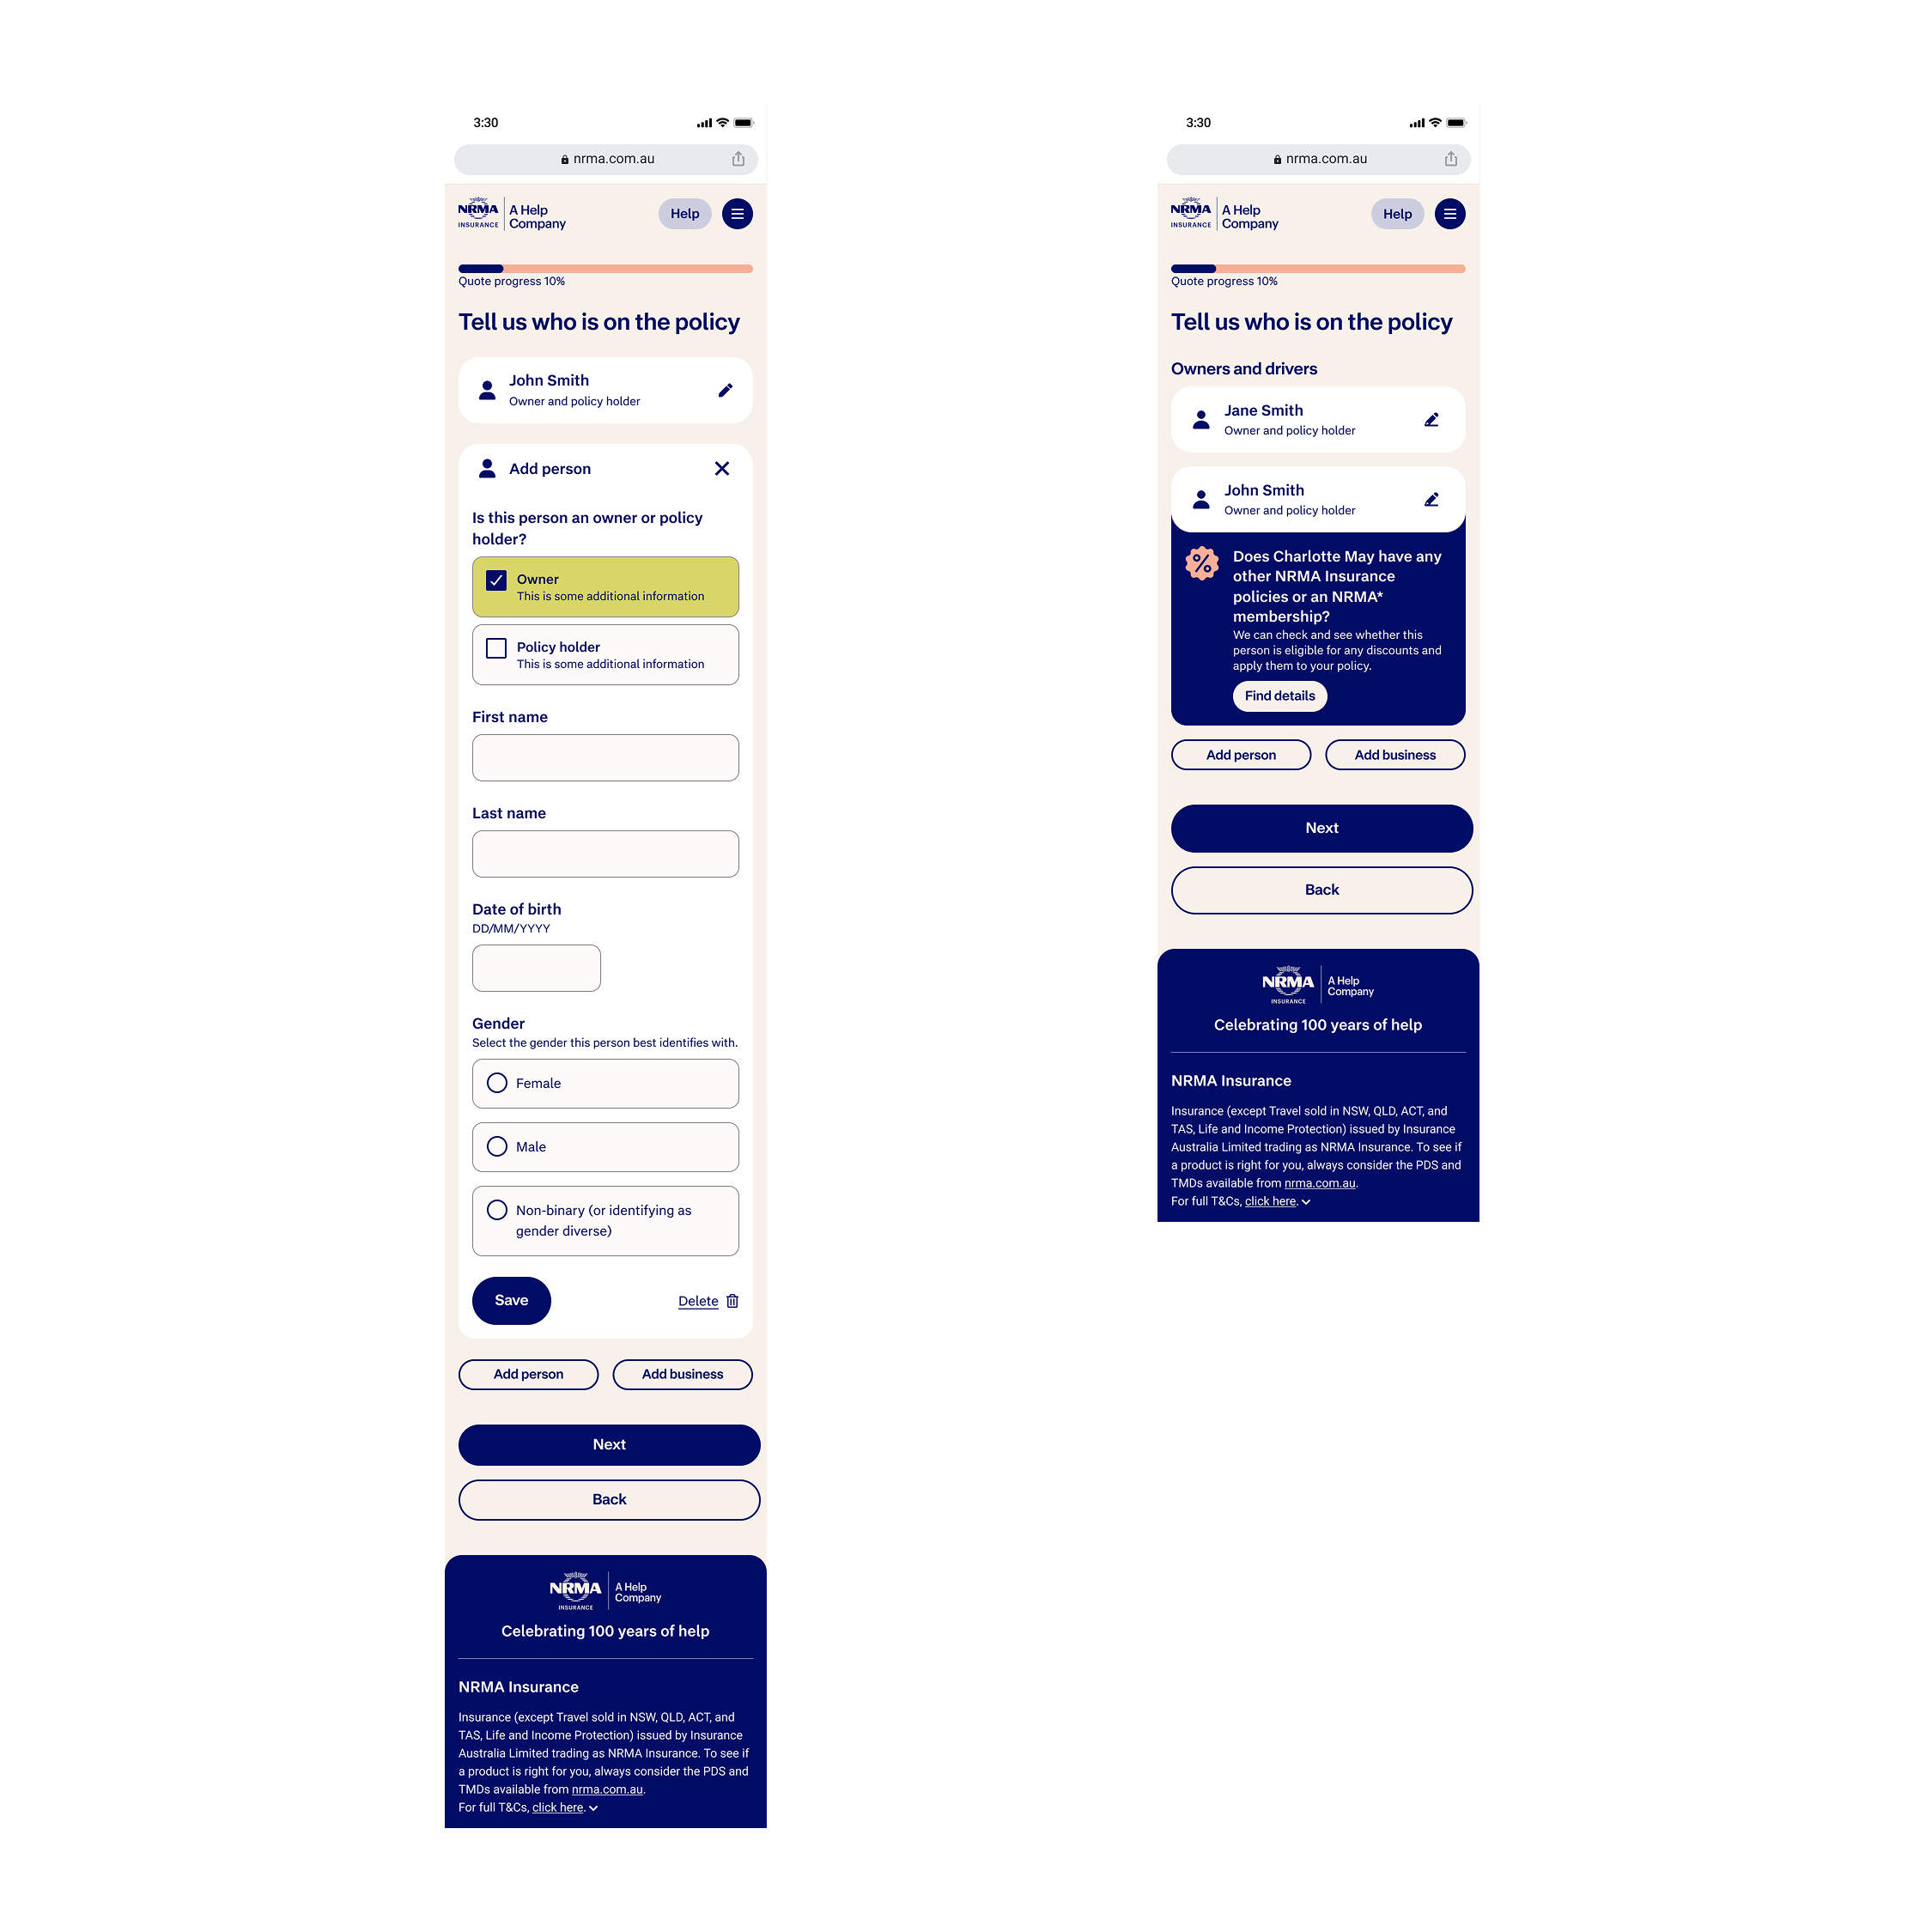 3:30
nrma.com.au
NRMA
INSURANCE
A Help
Company
Help
Quote progress 10%
Tell us who is on the policy
John Smith
Owner and policy holder
Add person
Is this person an owner or policy
holder?
Owner
This is some additional information
Policy holder
This is some additional information
First name
Last name
Date of birth
DD/MM/YYYY
Gender
Select the gender this person best identifies with.
Female
Male
Non-binary (or identifying as
gender diverse)
Save
Delete
Add person
Add business
Next
Back
NRMA
INSURANCE
A Help
Company
Celebrating 100 years of help
NRMA Insurance
Insurance (except Travel sold in NSW, QLD, ACT, and
TAS, Life and Income Protection) issued by Insurance
Australia Limited trading as NRMA Insurance. To see if
a product is right for you, always consider the PDS and
TMDs available from nrma.com.au.
For full T&Cs, click here.
3:30
nrma.com.au
NRMA
INSURANCE
A Help
Company
Help
Quote progress 10%
Tell us who is on the policy
Owners and drivers
Jane Smith
Owner and policy holder
John Smith
Owner and policy holder
%
Does Charlotte May have any
other NRMA Insurance
policies or an NRMA*
membership?
We can check and see whether this
person is eligible for any discounts and
apply them to your policy.
Find details
Add person
Add business
Next
Back
NRMA
INSURANCE
A Help
Company
Celebrating 100 years of help
NRMA Insurance
Insurance (except Travel sold in NSW, QLD, ACT, and
TAS, Life and Income Protection) issued by Insurance
Australia Limited trading as NRMA Insurance. To see if
a product is right for you, always consider the PDS and
TMDs available from nrma.com.au.
For full T&Cs, click here.